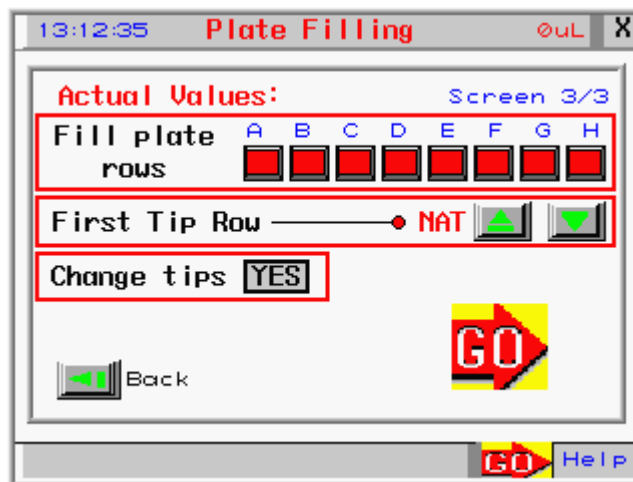 13:12:35 Plate Filling 0uL X
Actual Values: Screen 3/3
Fill plate rows A B C D E F G H
First Tip Row NAT
Change tips YES
GO
Back
GO Help